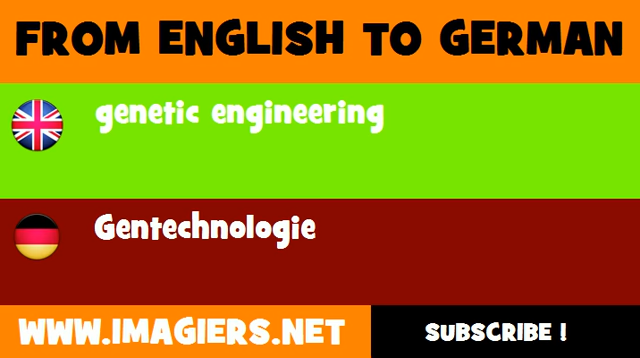 FROM ENGLISH TO GERMAN
genetic engineering
Gentechnologie
WWW.IMAGIERS.NET
SUBSCRIBE !